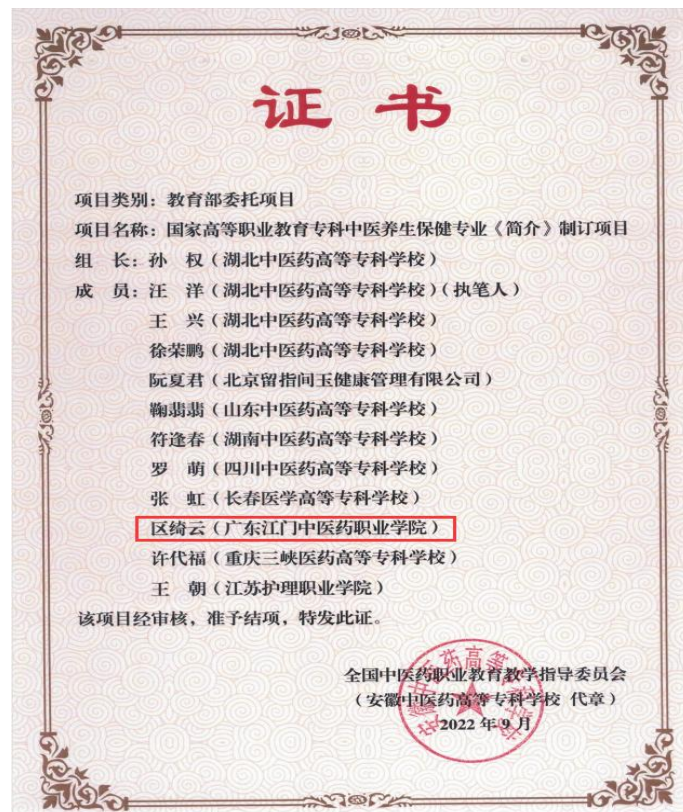 证 书
项目类别：教育部委托项目
项目名称：国家高等职业教育专科中医养生保健专业《简介》制订项目
组 长：孙 权（湖北中医药高等专科学校）
成 员：汪 洋（湖北中医药高等专科学校）（执笔人）
王 兴（湖北中医药高等专科学校）
徐荣鹏（湖北中医药高等专科学校）
阮夏君（北京留指间玉健康管理有限公司）
鞠翡翡（山东中医药高等专科学校）
符逢春（湖南中医药高等专科学校）
罗 萌（四川中医药高等专科学校）
张 虹（长春医学高等专科学校）
区绮云（广东江门中医药职业学院）
许代福（重庆三峡医药高等专科学校）
王 朝（江苏护理职业学院）
该项目经审核，准予结项，特发此证。
全国中医药职业教育教学指导委员会
（安徽中医药高等专科学校 代章）
2022 年 9 月
安徽中医药高等专科学校